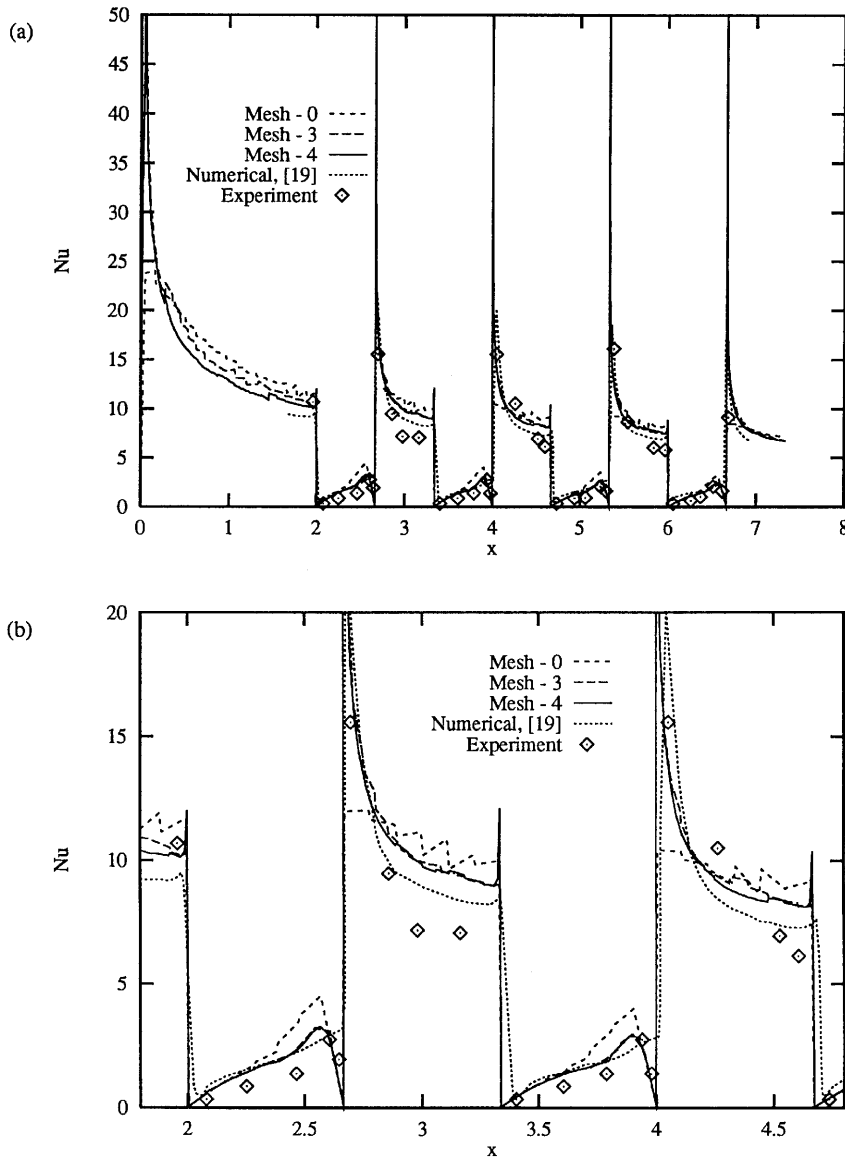 (a)
50
45
40
35
30
25
20
15
10
5
0
Nu
Mesh - 0
Mesh - 3
Mesh - 4
Numerical, [19]
Experiment
0 1 2 3 4 5 6 7 8
x
(b)
20
15
10
5
0
Nu
Mesh - 0
Mesh - 3
Mesh - 4
Numerical, [19]
Experiment
2 2.5 3 3.5 4 4.5
x